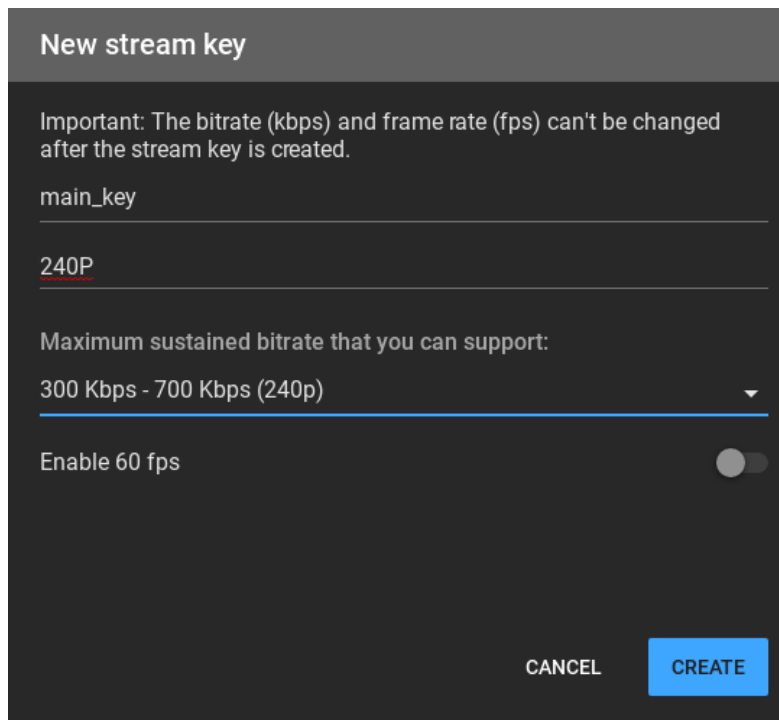 New stream key
Important: The bitrate (kbps) and frame rate (fps) can't be changed
after the stream key is created.
main_key
240P
Maximum sustained bitrate that you can support:
300 Kbps - 700 Kbps (240p)
Enable 60 fps
CANCEL CREATE